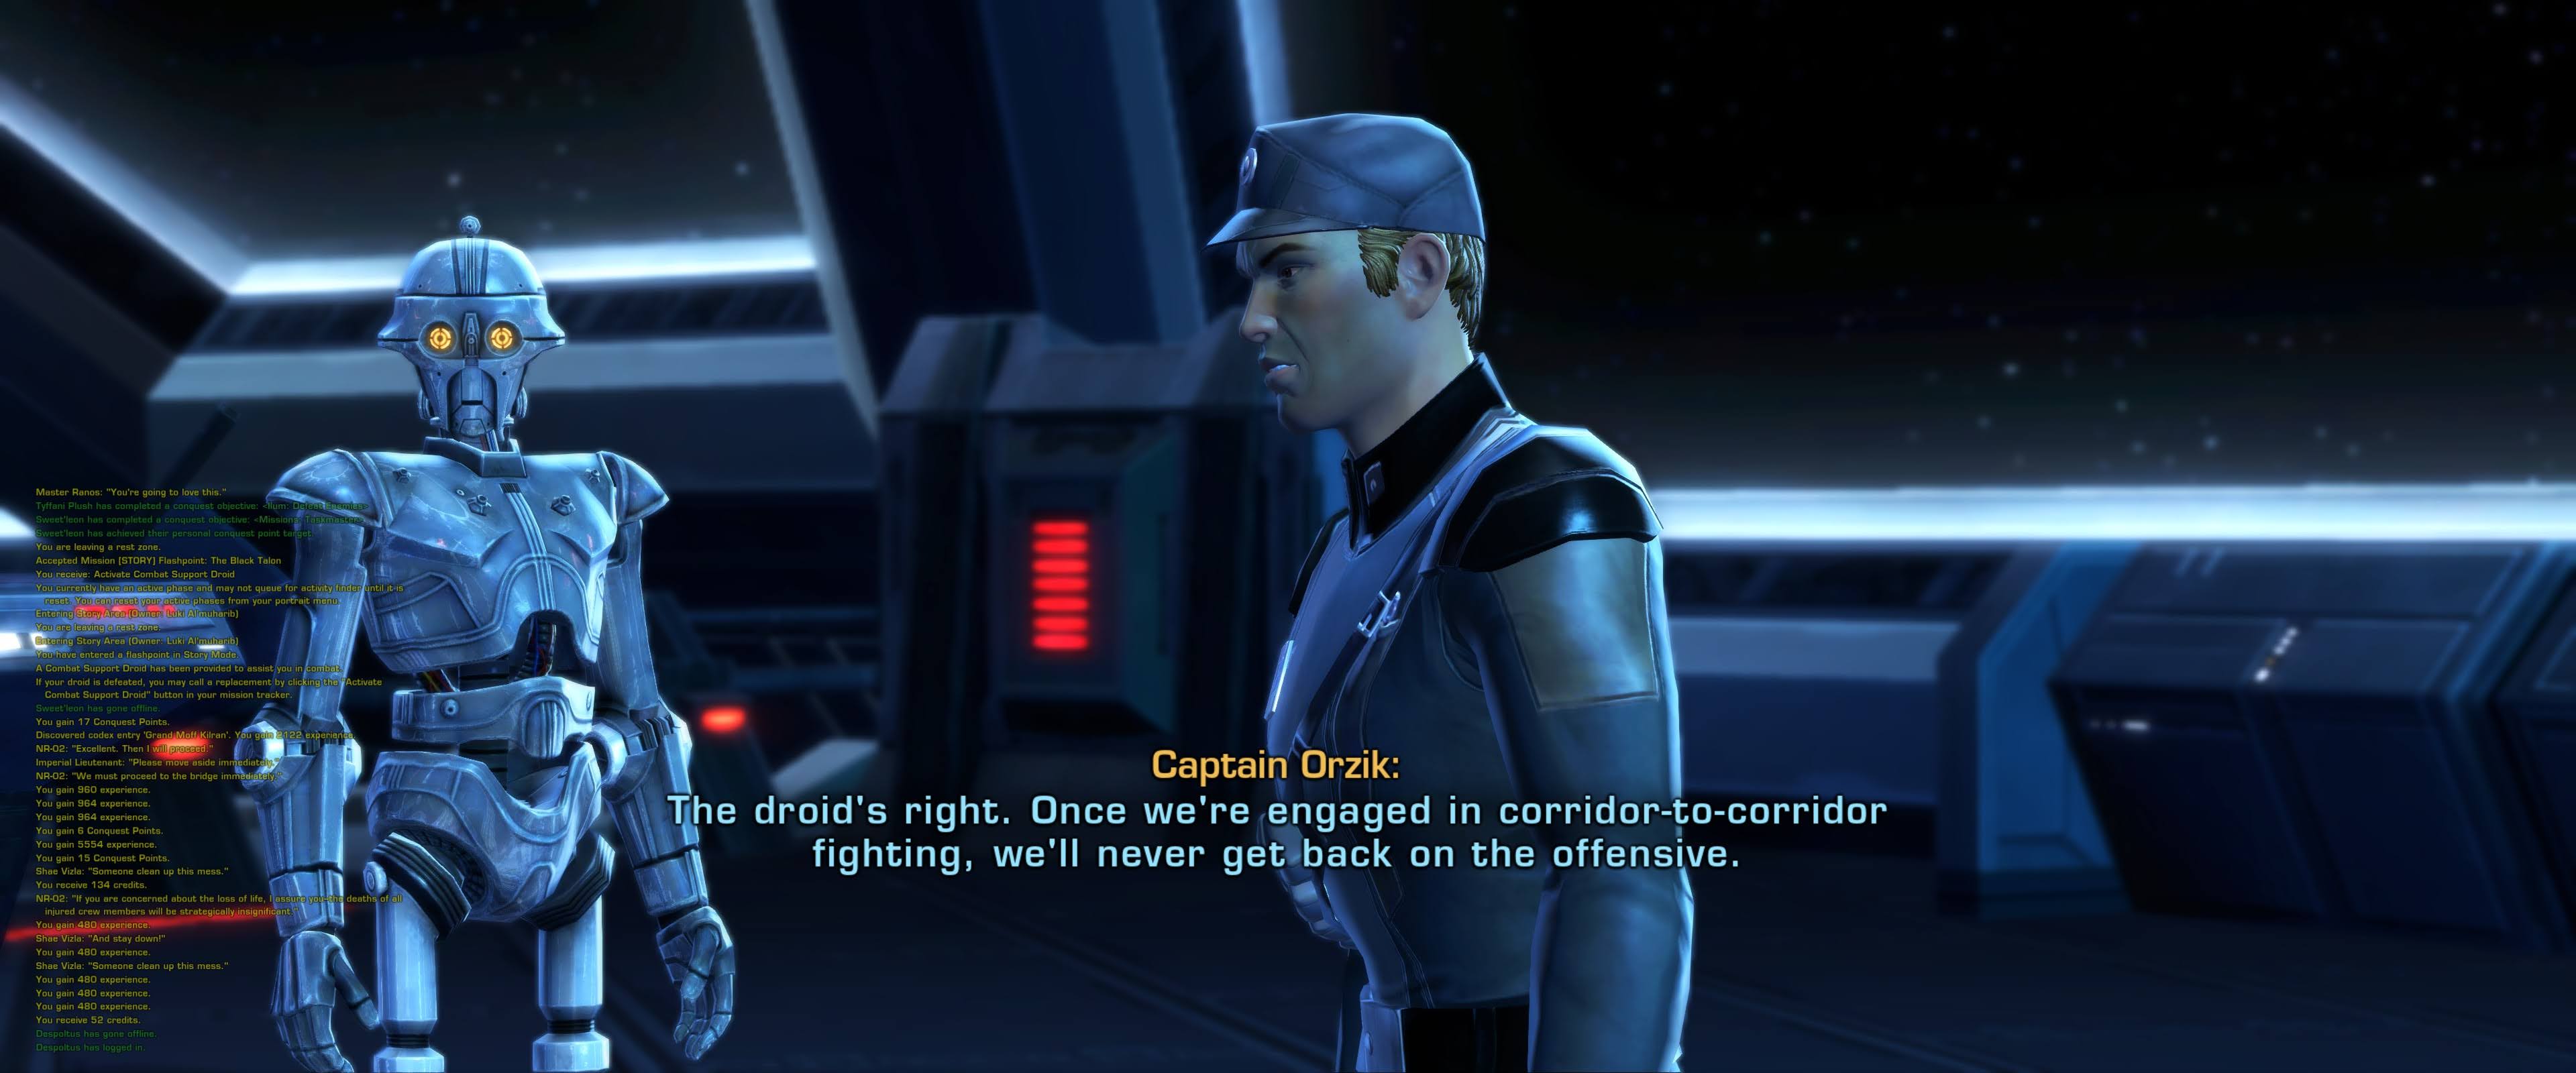 Master Ranos: "You're going to love this."
Tyffani Plush has completed a conquest objective: <Ilum: Defeat Enemies>
Sweet'leon has completed a conquest objective: <Mission: Taskmaster>
Sweet'leon has achieved their personal conquest point target.
You are leaving a rest zone.
Accepted Mission [STORY] Flashpoint: The Black Talon
You receive: Activate Combat Support Droid
You currently have an active phase and may not queue for activity finder until it is
reset. You can reset your active phases from your portrait menu.
Entering Story Area (Owner: Luki Al'muharib)
You are leaving a rest zone.
Entering Story Area (Owner: Luki Al'muharib)
You have entered a flashpoint in Story Mode.
A Combat Support Droid has been provided to assist you in combat.
If your droid is defeated, you may call a replacement by clicking the "Activate
Combat Support Droid" button in your mission tracker.
Sweet'leon has gone offline.
You gain 17 Conquest Points.
Discovered codex entry 'Grand Moff Kilran'. You gain 2122 experience.
NR-02: "Excellent. Then I will proceed."
Imperial Lieutenant: "Please move aside immediately."
NR-02: "We must proceed to the bridge immediately."
You gain 960 experience.
You gain 964 experience.
You gain 964 experience.
You gain 6 Conquest Points.
You gain 5554 experience.
You gain 15 Conquest Points.
Shae Vizla: "Someone clean up this mess."
You receive 134 credits.
NR-02: "If you are concerned about the loss of life, I assure you-the deaths of all
injured crew members will be strategically insignificant."
You gain 480 experience.
Shae Vizla: "And stay down!"
You gain 480 experience.
Shae Vizla: "Someone clean up this mess."
You gain 480 experience.
You gain 480 experience.
You gain 480 experience.
You receive 52 credits.
Despoltus has gone offline.
Despoltus has logged in.
Captain Orzik:
The droid's right. Once we're engaged in corridor-to-corridor
fighting, we'll never get back on the offensive.